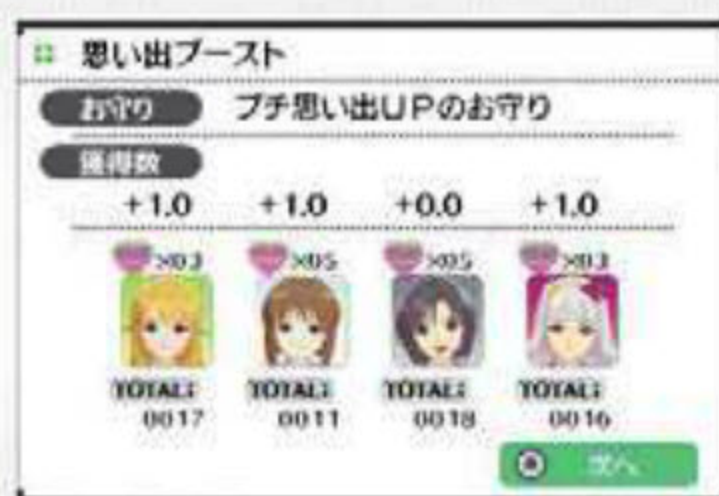 思い出ブースト
お守り プチ思い出UPのお守り
獲得数
+1.0 +1.0 +0.0 +1.0
×03 ×05 ×05 ×03
TOTAL: TOTAL: TOTAL: TOTAL:
0017 0011 0018 0016
次へ